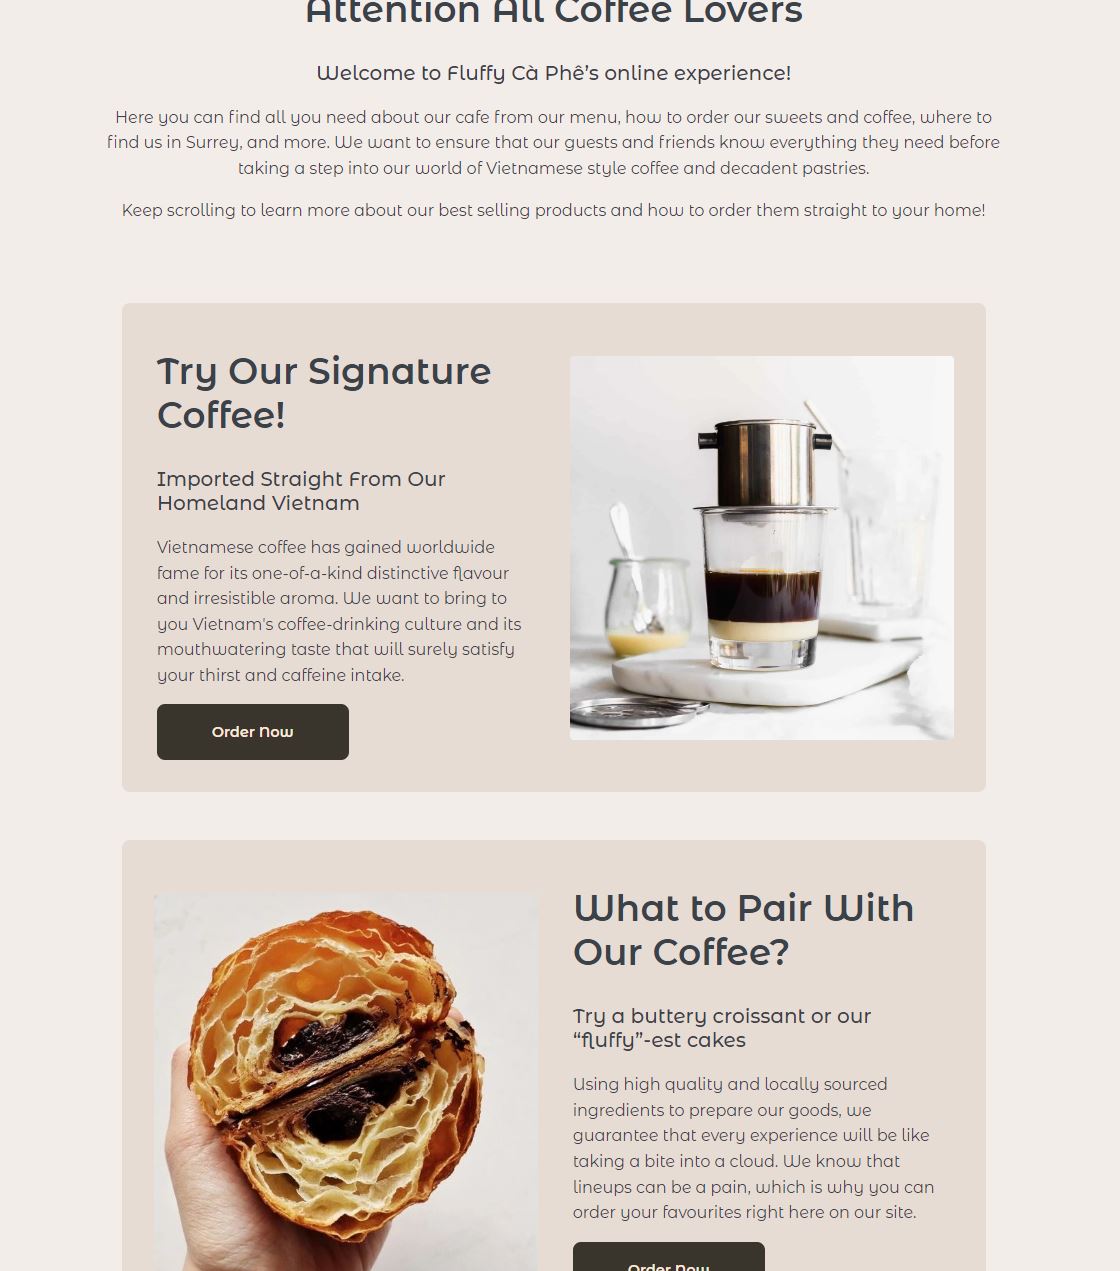 Attention All Coffee Lovers
Welcome to Fluffy Cà Phê’s online experience!
Here you can find all you need about our cafe from our menu, how to order our sweets and coffee, where to
find us in Surrey, and more. We want to ensure that our guests and friends know everything they need before
taking a step into our world of Vietnamese style coffee and decadent pastries.
Keep scrolling to learn more about our best selling products and how to order them straight to your home!
Try Our Signature
Coffee!
Imported Straight From Our
Homeland Vietnam
Vietnamese coffee has gained worldwide
fame for its one-of-a-kind distinctive flavour
and irresistible aroma. We want to bring to
you Vietnam's coffee-drinking culture and its
mouthwatering taste that will surely satisfy
your thirst and caffeine intake.
Order Now
What to Pair With
Our Coffee?
Try a buttery croissant or our
“fluffy”-est cakes
Using high quality and locally sourced
ingredients to prepare our goods, we
guarantee that every experience will be like
taking a bite into a cloud. We know that
lineups can be a pain, which is why you can
order your favourites right here on our site.
Order Now